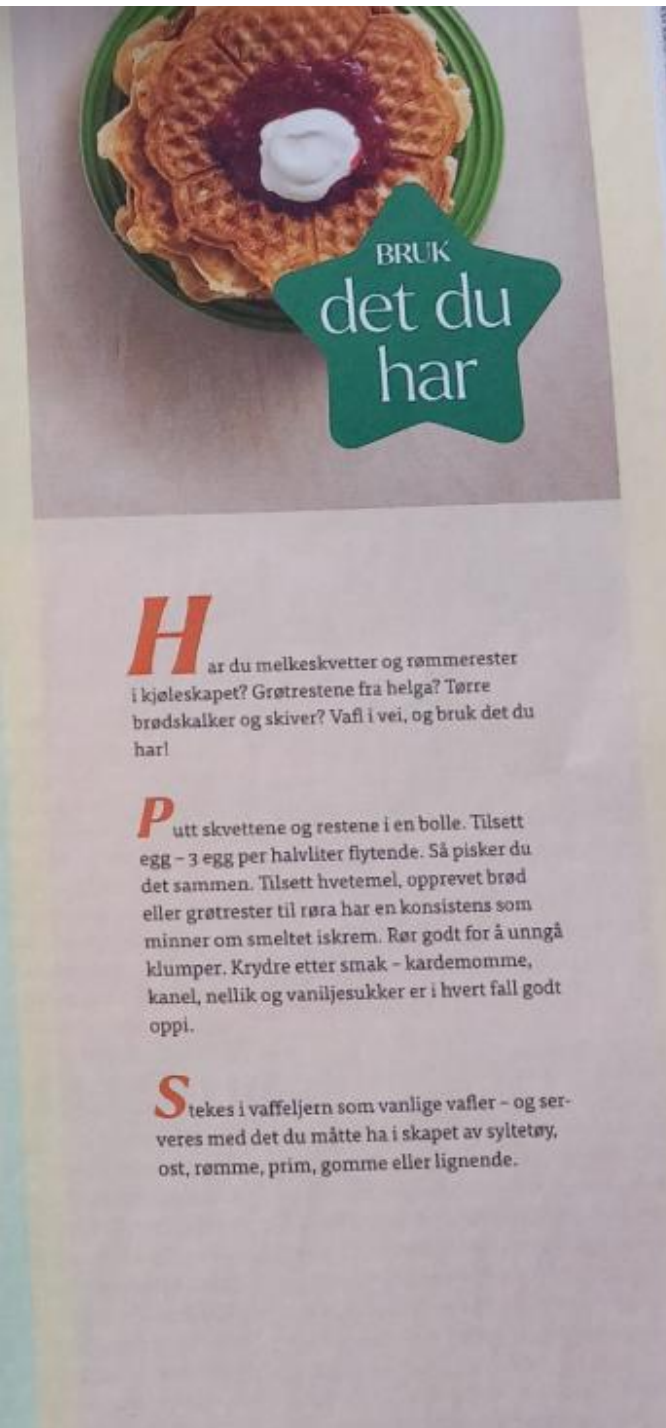 BRUK
det du
har
Har du melkeskvetter og rømmerester
i kjøleskapet? Grøtrestene fra helga? Tørre
brødskalker og skiver? Vafl i vei, og bruk det du
har!
Putt skvettene og restene i en bolle. Tilsett
egg – 3 egg per halvliter flytende. Så pisker du
det sammen. Tilsett hvetemel, opprevet brød
eller grøtrester til røra har en konsistens som
minner om smeltet iskrem. Rør godt for å unngå
klumper. Krydre etter smak – kardemomme,
kanel, nellik og vaniljesukker er i hvert fall godt
oppi.
Stekes i vaffeljern som vanlige vafler – og ser-
veres med det du måtte ha i skapet av syltetøy,
ost, rømme, prim, gomme eller lignende.